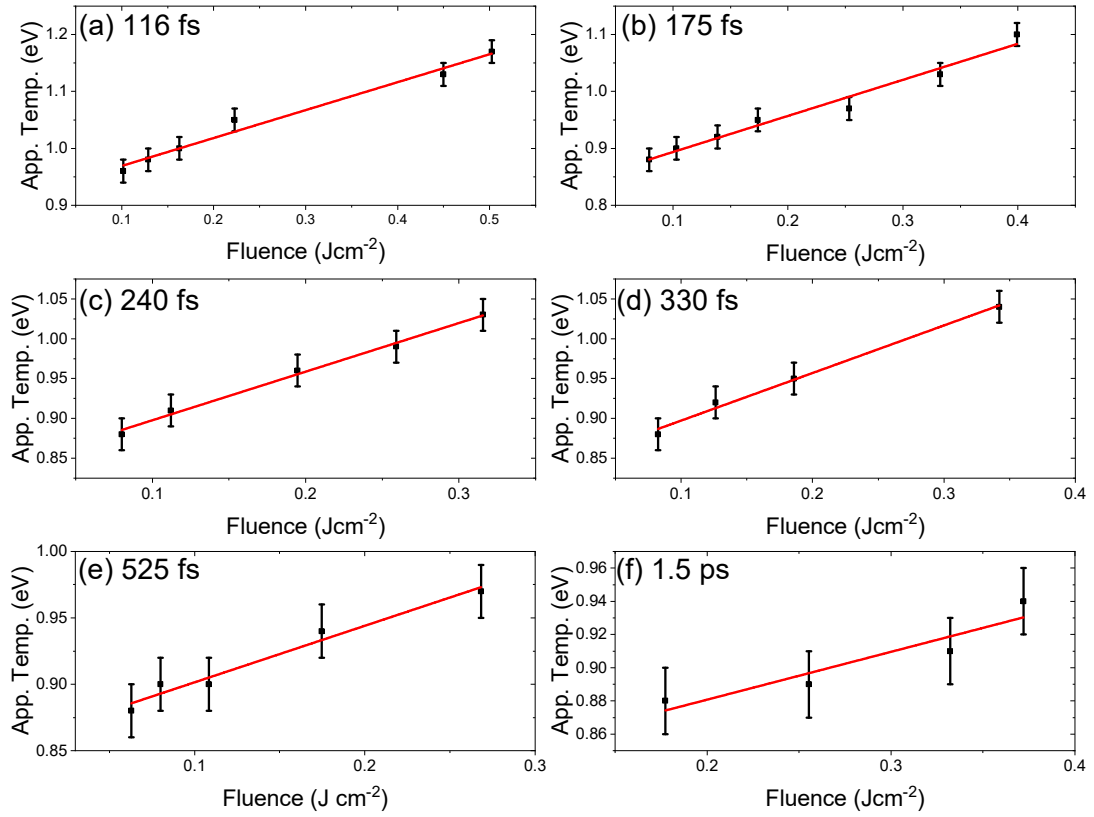 (a) 116 fs
App. Temp. (eV)
1.2
1.1
1.0
0.9
0.1 0.2 0.3 0.4 0.5
Fluence (Jcm-2)
(b) 175 fs
App. Temp. (eV)
1.1
1.0
0.9
0.8
0.1 0.2 0.3 0.4
Fluence (Jcm-2)
(c) 240 fs
App. Temp. (eV)
1.05
1.00
0.95
0.90
0.85
0.1 0.2 0.3
Fluence (Jcm-2)
(d) 330 fs
App. Temp. (eV)
1.05
1.00
0.95
0.90
0.85
0.1 0.2 0.3 0.4
Fluence (Jcm-2)
(e) 525 fs
App. Temp. (eV)
1.00
0.95
0.90
0.85
0.1 0.2 0.3
Fluence (J cm-2)
(f) 1.5 ps
App. Temp. (eV)
0.96
0.94
0.92
0.90
0.88
0.86
0.2 0.3 0.4
Fluence (Jcm-2)